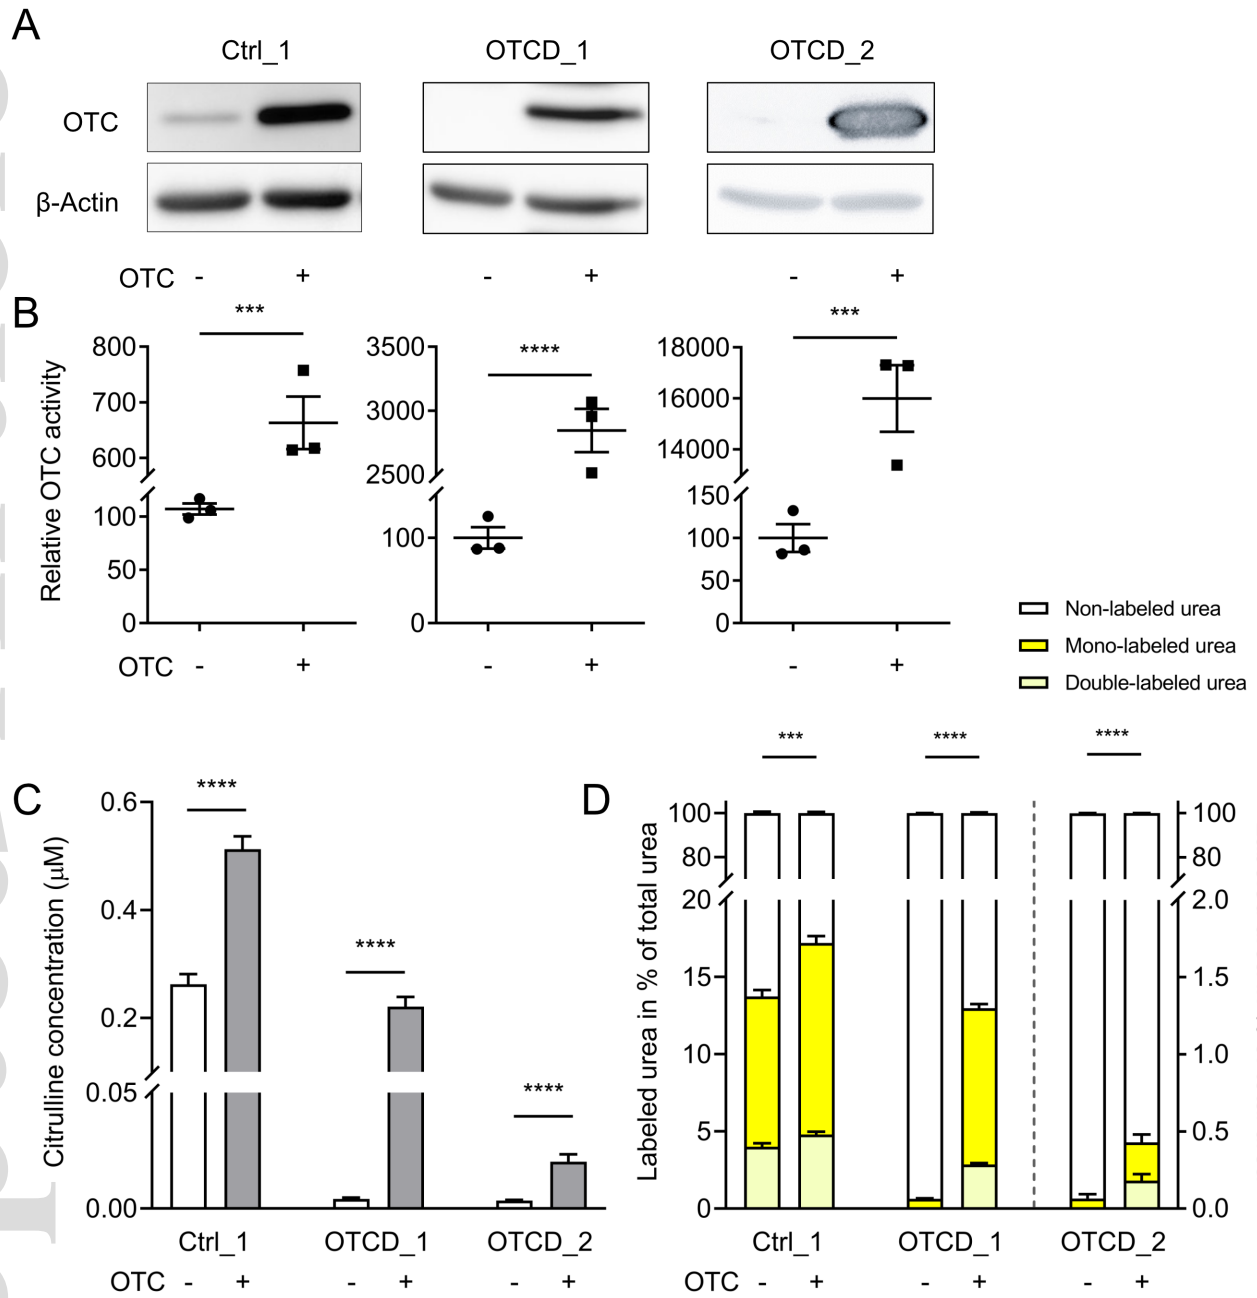 A
Ctrl_1 OTCD_1 OTCD_2
OTC
β-Actin
OTC - + - + - +
B
*** **** ***
Relative OTC activity
800
700
600
100
50
0
3500
3000
2500
100
0
18000
16000
14000
150
100
50
0
OTC - + - + - +
Non-labeled urea
Mono-labeled urea
Double-labeled urea
C
Citrulline concentration (μM)
0.6
0.4
0.2
0.05
0.00
**** **** ****
Ctrl_1 OTCD_1 OTCD_2
OTC - + - + - +
D
*** **** ****
Labeled urea in % of total urea
100
80
20
15
10
5
0
100
80
2.0
1.5
1.0
0.5
0.0
Ctrl_1 OTCD_1 OTCD_2
OTC - + - + - +